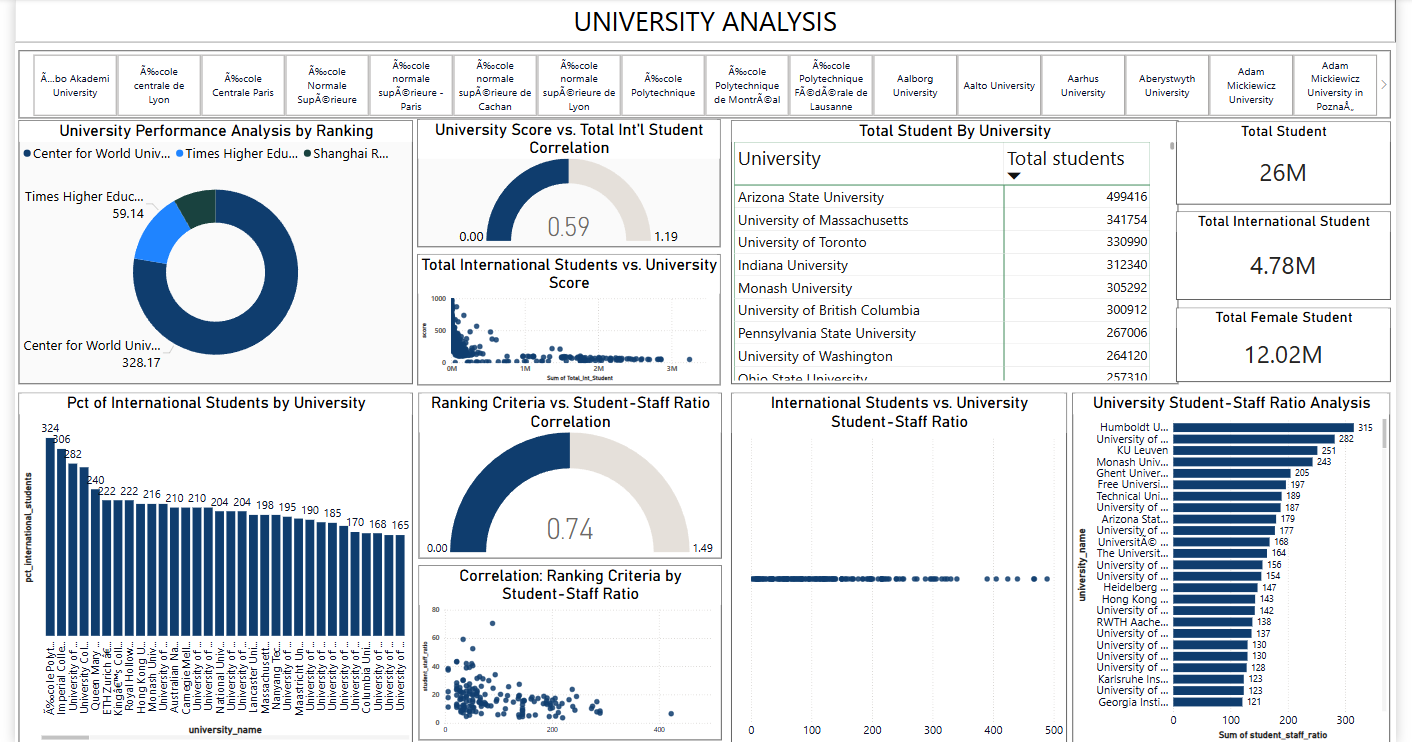 UNIVERSITY ANALYSIS
Ã…bo Akademi
University
Ã‰cole
centrale de
Lyon
Ã‰cole
Centrale Paris
Ã‰cole
Normale
SupÃ©rieure
Ã‰cole
normale
supÃ©rieure -
Paris
Ã‰cole
normale
supÃ©rieure de
Cachan
Ã‰cole
normale
supÃ©rieure de
Lyon
Ã‰cole
Polytechnique
Ã‰cole
Polytechnique
de MontrÃ©al
Ã‰cole
Polytechnique
FÃ©dÃ©rale de
Lausanne
Aalborg
University
Aalto University
Aarhus
University
Aberystwyth
University
Adam
Mickiewicz
University
Adam
Mickiewicz
University in
PoznaÅ„
University Performance Analysis by Ranking
Center for World Univ... Times Higher Edu... Shanghai R...
Times Higher Educ...
59.14
Center for World Univ...
328.17
University Score vs. Total Int'l Student
Correlation
0.59
0.00
1.19
Total International Students vs. University
Score
1000
500
0
score
0M 1M 2M 3M
Sum of Total_Int_Student
Total Student By University
University Total students
Arizona State University 499416
University of Massachusetts 341754
University of Toronto 330990
Indiana University 312340
Monash University 305292
University of British Columbia 300912
Pennsylvania State University 267006
University of Washington 264120
Ohio State University 257310
Total Student
26M
Total International Student
4.78M
Total Female Student
12.02M
Pct of International Students by University
324
306
282
240
222 222 216 210 210 204 204 198 195 190 185 170 168 165
pct_international_students
Ã‰cole Polyt...
Imperial Colle...
University of ...
University Col...
Queen Mary ...
ETH Zurich â€...
Kingâ€™s Coll...
Royal Hollow...
Hong Kong U...
Monash Univ...
University of ...
Australian Na...
Carnegie Mell...
University of ...
University of ...
National Univ...
University of ...
Lancaster Uni...
Massachusett...
Nanyang Tec...
University of ...
Maastricht Un...
University of ...
University of ...
University of ...
University of ...
University of ...
Columbia Uni...
University of ...
University of ...
University of ...
university_name
Ranking Criteria vs. Student-Staff Ratio
Correlation
0.74
0.00
1.49
Correlation: Ranking Criteria by
Student-Staff Ratio
80
60
40
20
0
student_staff_ratio
0 200 400
International Students vs. University
Student-Staff Ratio
0 100 200 300 400 500
University Student-Staff Ratio Analysis
university_name
Humboldt U... 315
University of ... 282
KU Leuven 251
Monash Univ... 243
Ghent Univer... 205
Free Universi... 197
Technical Uni... 189
University of ... 187
Arizona Stat... 179
University of ... 177
UniversitÃ© ... 168
The Universit... 164
University of ... 156
University of ... 154
Heidelberg ... 147
Hong Kong ... 143
University of ... 142
RWTH Aache... 138
University of ... 137
University of ... 130
University of ... 130
University of ... 128
Karlsruhe Ins... 123
University of ... 123
Georgia Insti... 121
0 100 200 300
Sum of student_staff_ratio